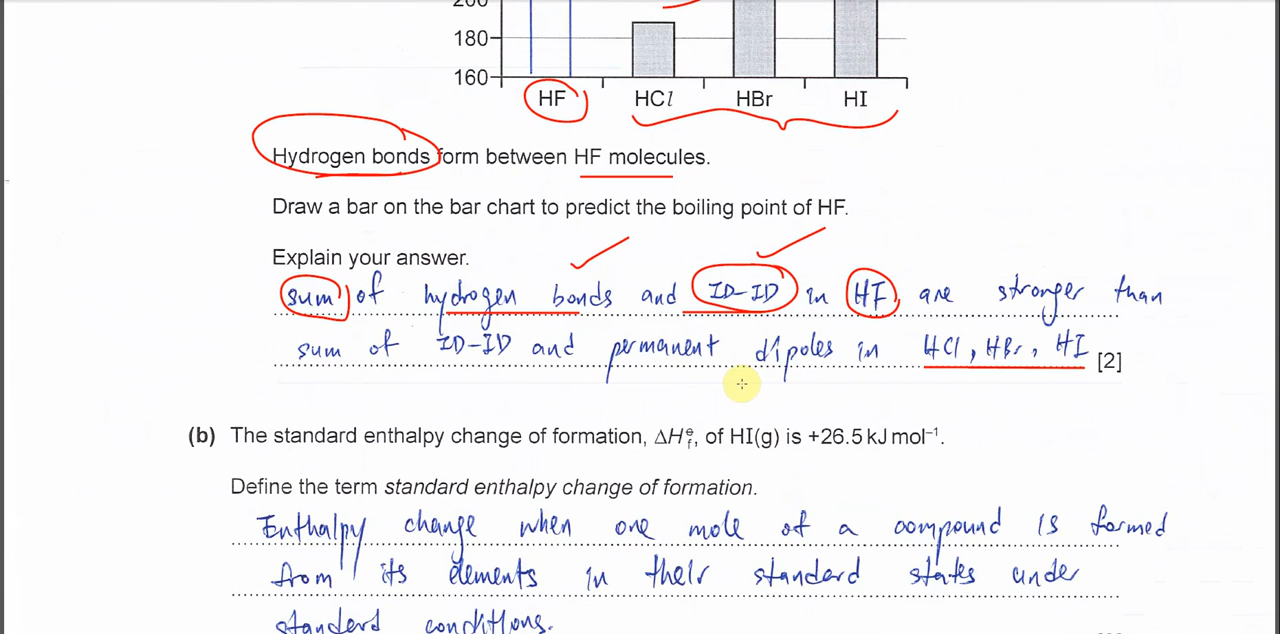 200
180
160
HF HCl HBr HI
Hydrogen bonds form between HF molecules.
Draw a bar on the bar chart to predict the boiling point of HF.
Explain your answer.
sum of hydrogen bonds and ID-ID in HF, are stronger than
sum of ID-ID and permanent dipoles in HCl, HBr, HI [2]
(b) The standard enthalpy change of formation, ΔHf⦵, of HI(g) is +26.5 kJ mol⁻¹.
Define the term standard enthalpy change of formation.
Enthalpy change when one mole of a compound is formed
from its elements in their standard states under
standard conditions.